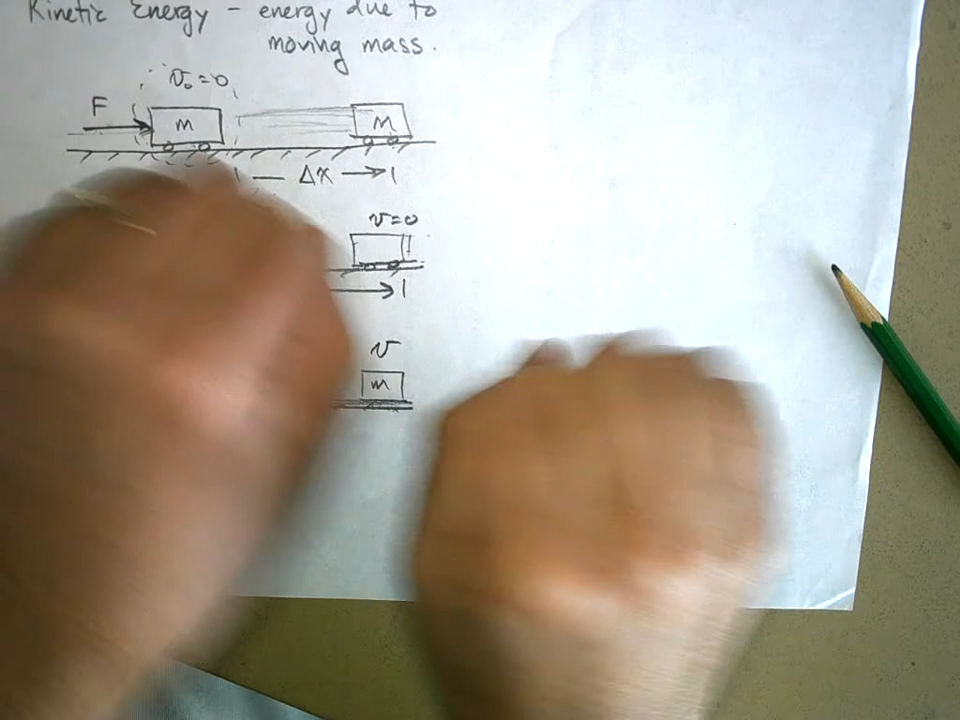 Kinetic Energy - energy due to
moving mass.
v₀ = 0
F
m
m
Δx
v = 0
v
m